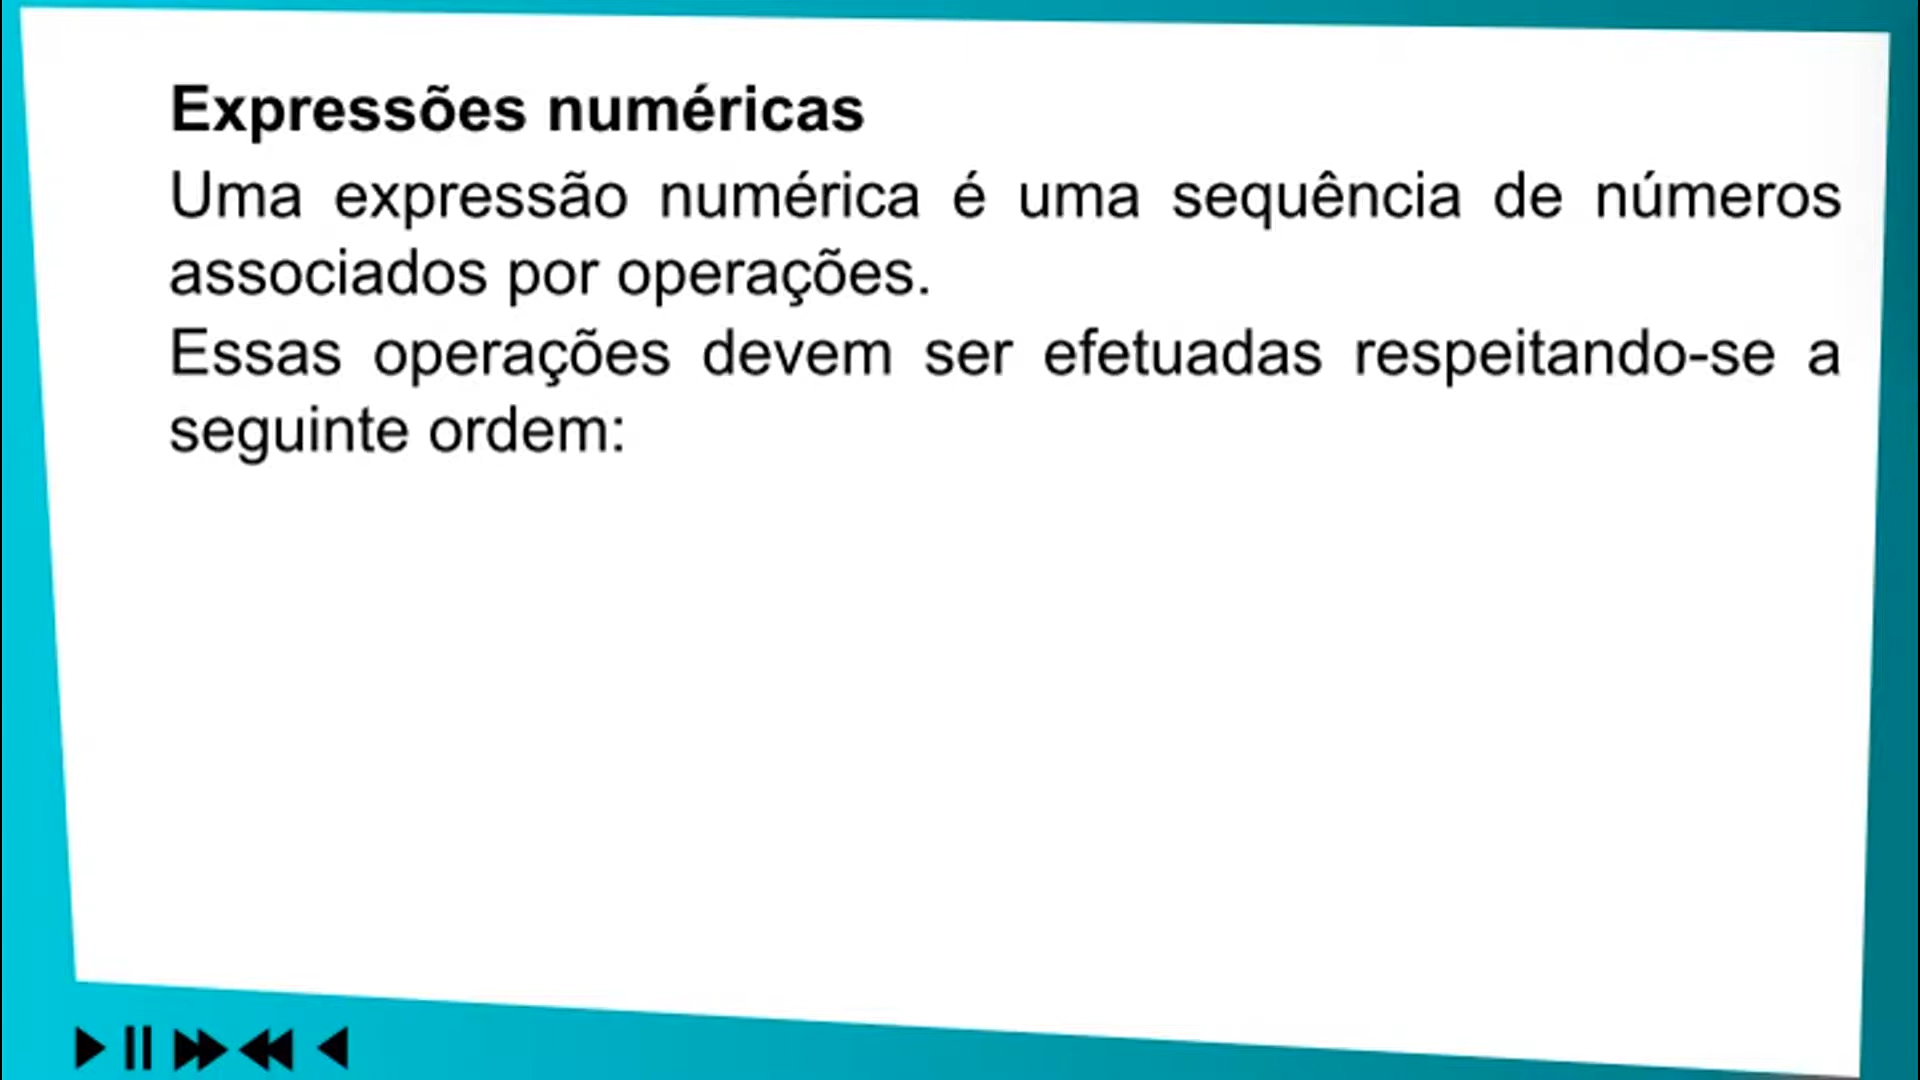 Expressões numéricas
Uma expressão numérica é uma sequência de números
associados por operações.
Essas operações devem ser efetuadas respeitando-se a
seguinte ordem: